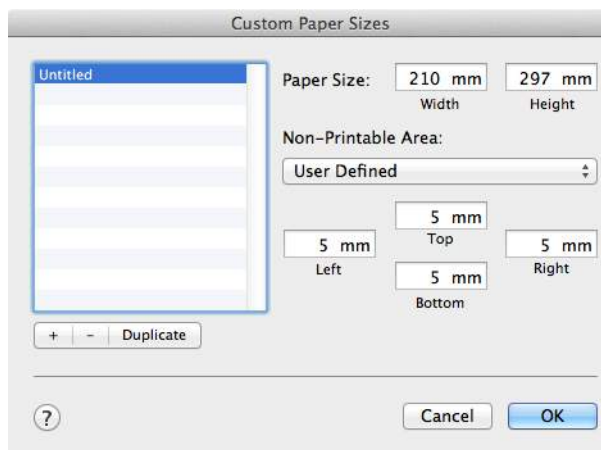 Custom Paper Sizes
Untitled
Paper Size:
210 mm
297 mm
Width
Height
Non-Printable Area:
User Defined
5 mm
Top
5 mm
5 mm
Left
Right
5 mm
Bottom
+ - Duplicate
?
Cancel
OK